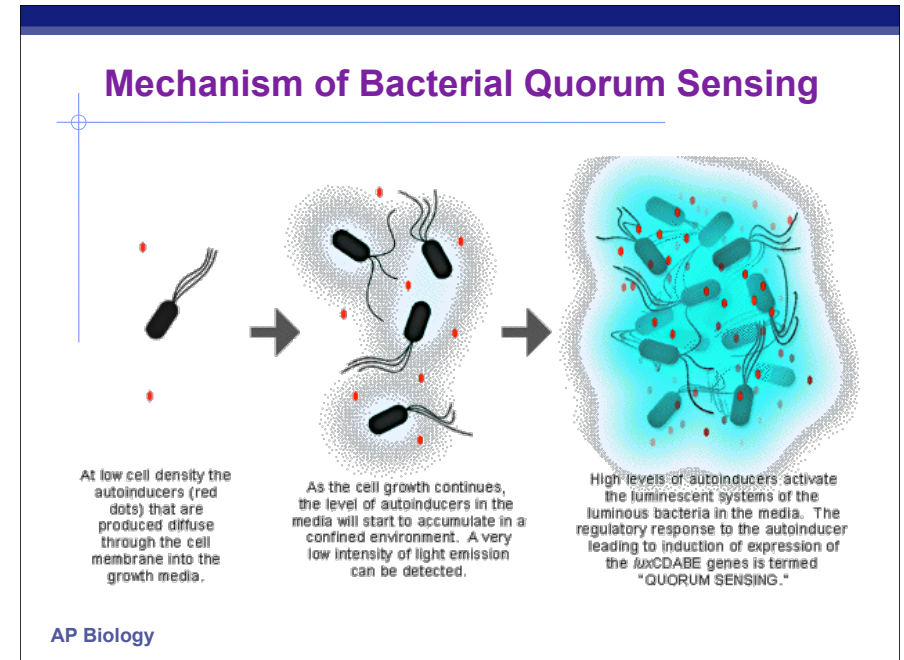 Mechanism of Bacterial Quorum Sensing
At low cell density the
autoinducers (red
dots) that are
produced diffuse
through the cell
membrane into the
growth media.
As the cell growth continues,
the level of autoinducers in the
media will start to accumulate in a
confined environment. A very
low intensity of light emission
can be detected.
High levels of autoinducers activate
the luminescent systems of the
luminous bacteria in the media. The
regulatory response to the autoinducer
leading to induction of expression of
the luxCDABE genes is termed
"QUORUM SENSING."
AP Biology